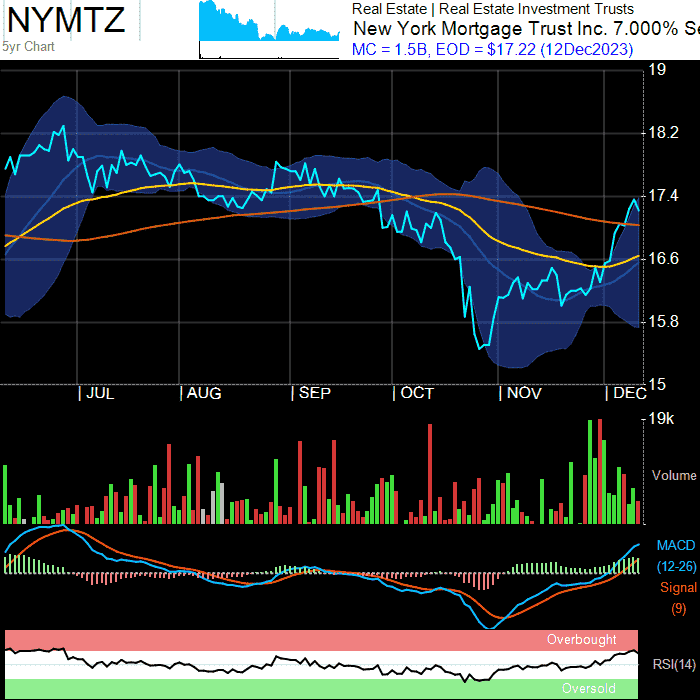 NYMTZ
5yr Chart
Real Estate | Real Estate Investment Trusts
New York Mortgage Trust Inc. 7.000% Se
MC = 1.5B, EOD = $17.22 (12Dec2023)
19
18.2
17.4
16.6
15.8
15
| JUL | AUG | SEP | OCT | NOV | DEC
19k
Volume
MACD
(12-26)
Signal
(9)
Overbought
RSI(14)
Oversold